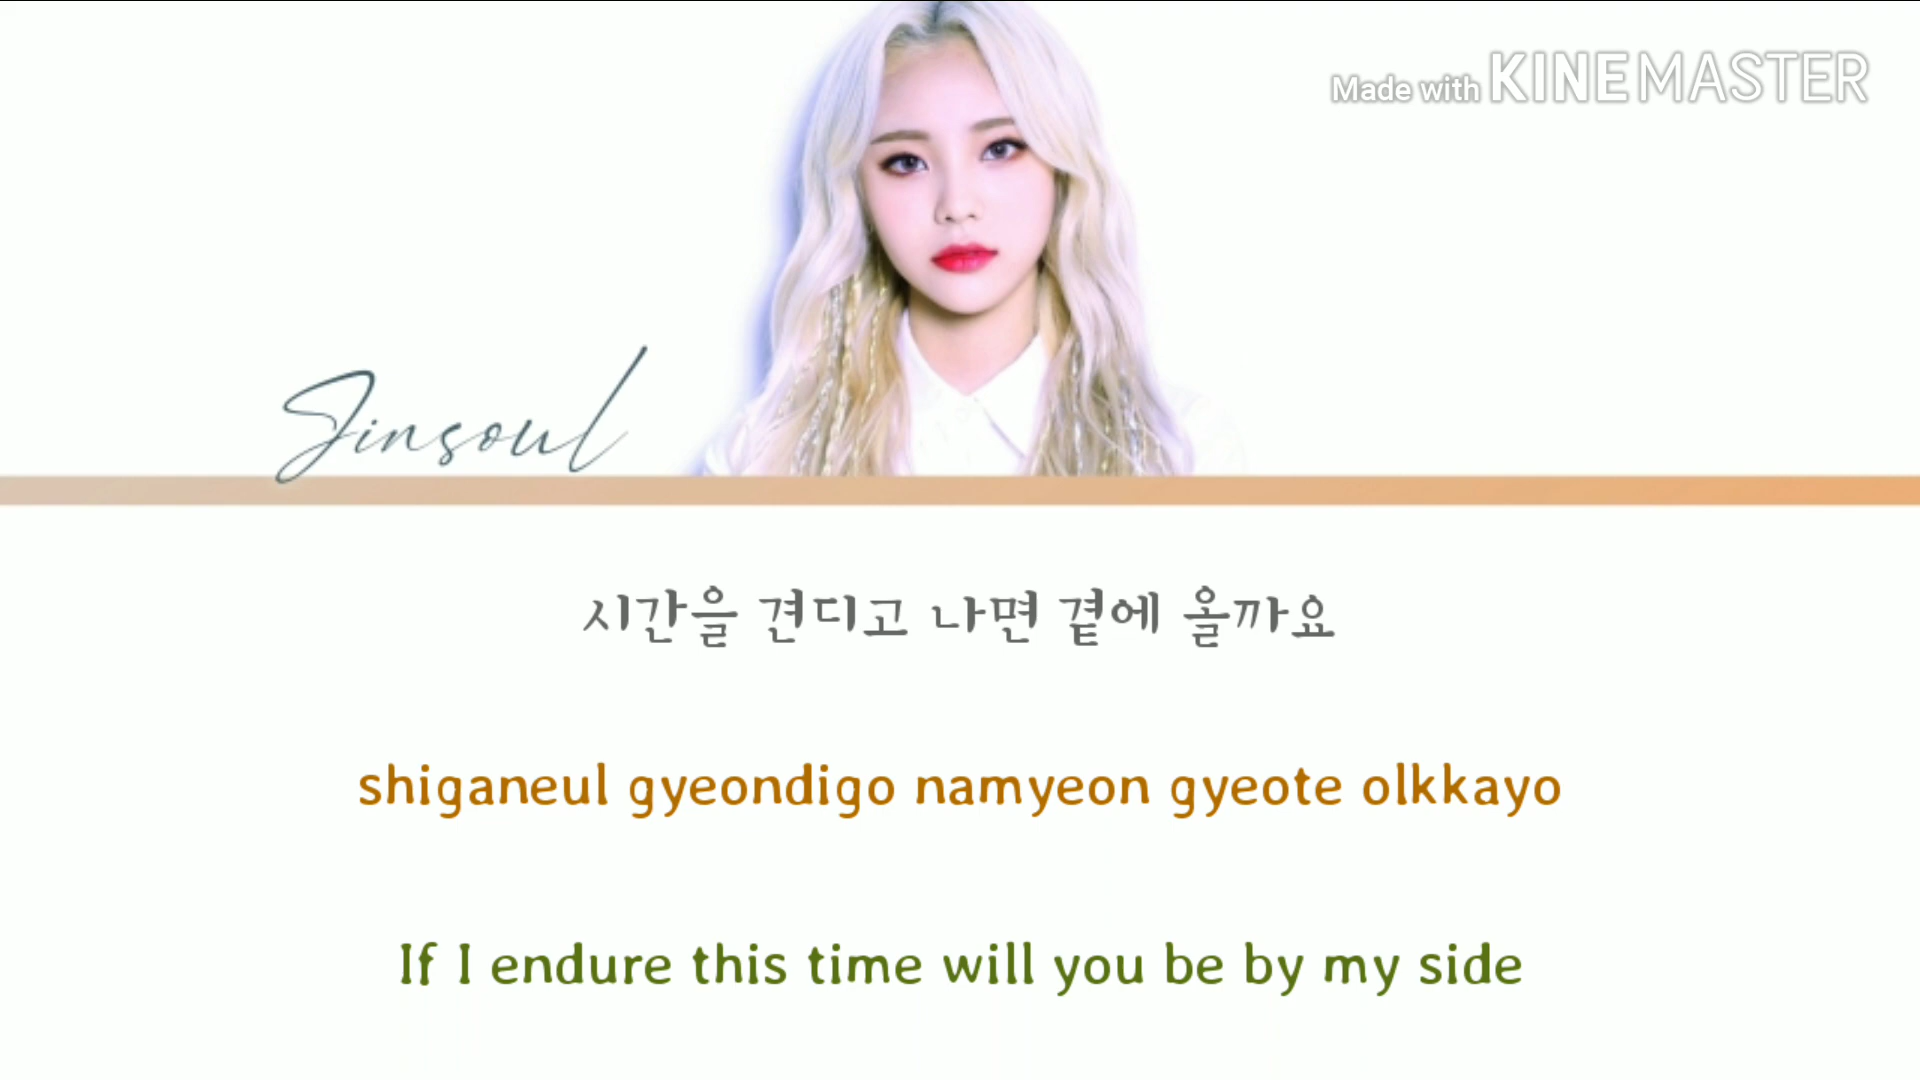 Made with KINEMASTER
Jinsoul
시간을 견디고 나면 곁에 올까요
shiganeul gyeondigo namyeon gyeote olkkayo
If I endure this time will you be by my side